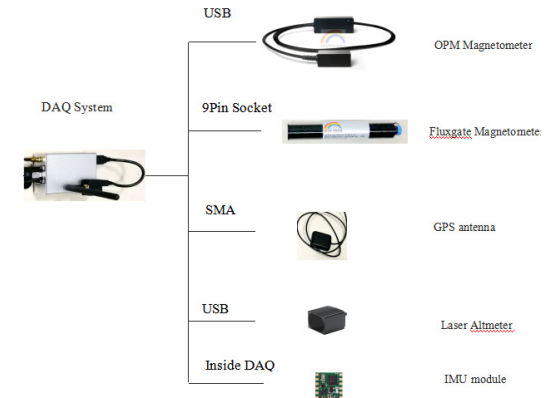 USB
OPM Magnetometer
DAQ System
9Pin Socket
Fluxgate Magnetometer
SMA
GPS antenna
USB
Laser Altmeter
Inside DAQ
IMU module